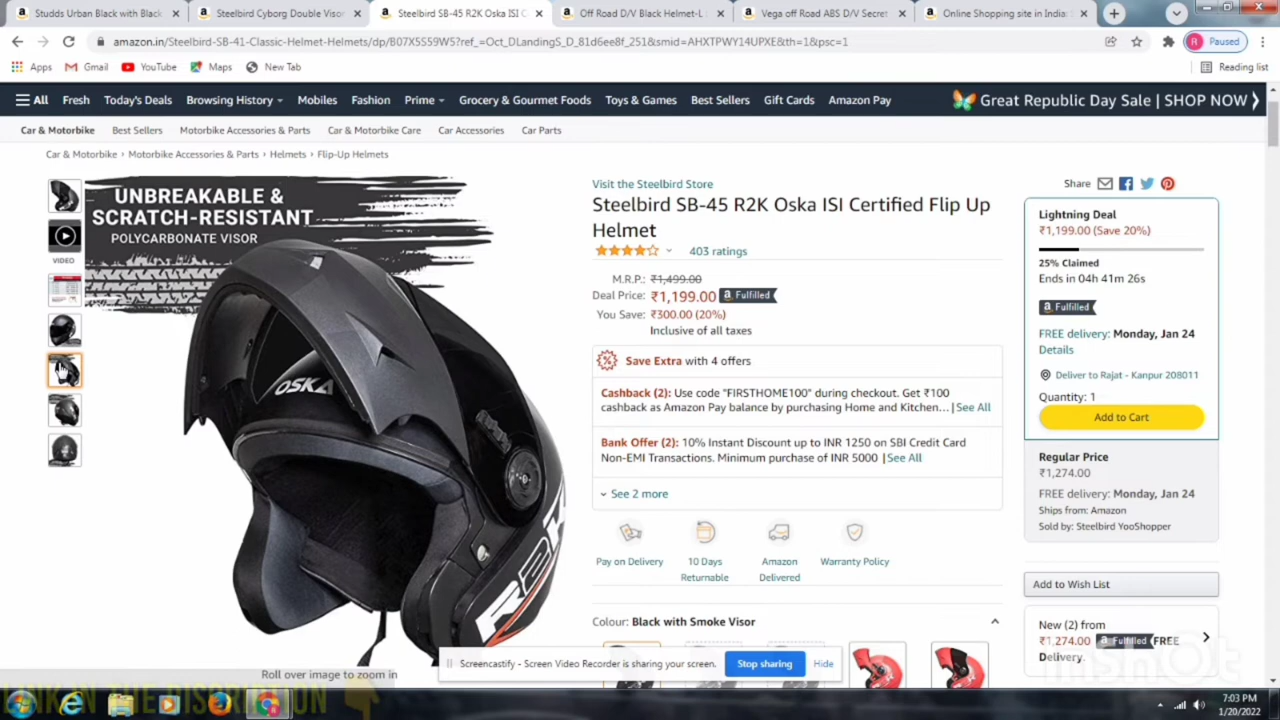 Studds Urban Black with Black
Steelbird Cyborg Double Visor
Steelbird SB-45 R2K Oska ISI C
Off Road D/V Black Helmet-L
Vega off Road ABS D/V Secret
Online Shopping site in India:
amazon.in/Steelbird-SB-41-Classic-Helmet-Helmets/dp/B07X5S59W5?ref_=Oct_DLandingS_D_81d6ee8f_251&smid=AHXTPWY14UPXE&th=1&psc=1
R Paused
Apps Gmail YouTube Maps New Tab Reading list
All Fresh Today's Deals Browsing History Mobiles Fashion Prime Grocery & Gourmet Foods Toys & Games Best Sellers Gift Cards Amazon Pay Great Republic Day Sale | SHOP NOW
Car & Motorbike Best Sellers Motorbike Accessories & Parts Car & Motorbike Care Car Accessories Car Parts
Car & Motorbike › Motorbike Accessories & Parts › Helmets › Flip-Up Helmets
VIDEO
UNBREAKABLE &
SCRATCH-RESISTANT
POLYCARBONATE VISOR
OSKA
R2K
Roll over image to zoom in
Visit the Steelbird Store
Steelbird SB-45 R2K Oska ISI Certified Flip Up
Helmet
403 ratings
M.R.P.: ₹1,499.00
Deal Price: ₹1,199.00 Fulfilled
You Save: ₹300.00 (20%)
Inclusive of all taxes
Save Extra with 4 offers
Cashback (2): Use code "FIRSTHOME100" during checkout. Get ₹100
cashback as Amazon Pay balance by purchasing Home and Kitchen... | See All
Bank Offer (2): 10% Instant Discount up to INR 1250 on SBI Credit Card
Non-EMI Transactions. Minimum purchase of INR 5000 | See All
See 2 more
Pay on Delivery
10 Days
Returnable
Amazon
Delivered
Warranty Policy
Colour: Black with Smoke Visor
Share
Lightning Deal
₹1,199.00 (Save 20%)
25% Claimed
Ends in 04h 41m 26s
Fulfilled
FREE delivery: Monday, Jan 24
Details
Deliver to Rajat - Kanpur 208011
Quantity: 1
Add to Cart
Regular Price
₹1,274.00
FREE delivery: Monday, Jan 24
Ships from: Amazon
Sold by: Steelbird YooShopper
Add to Wish List
New (2) from
₹1,274.00 Fulfilled FREE
Delivery.
Screencastify - Screen Video Recorder is sharing your screen. Stop sharing Hide
7:03 PM
1/20/2022